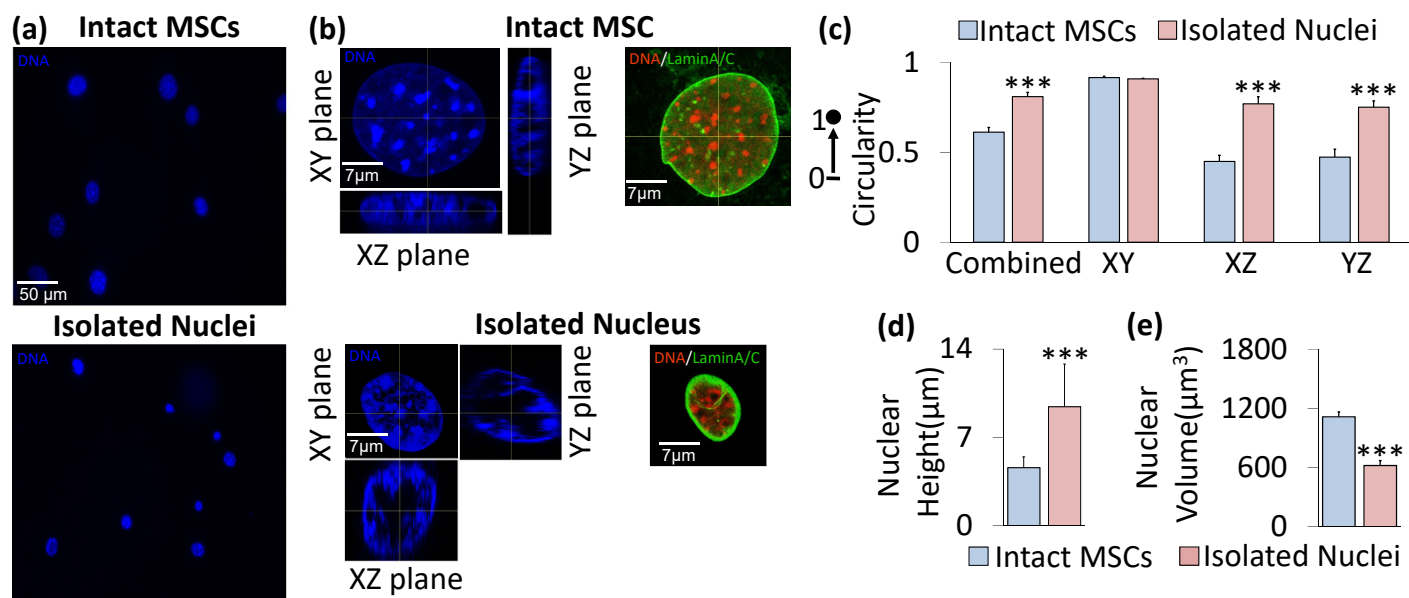 (a)
Intact MSCs
DNA
50 µm
Isolated Nuclei
DNA
(b)
Intact MSC
XY plane
DNA
7µm
XZ plane
YZ plane
DNA/LaminA/C
7µm
1
0
Isolated Nucleus
XY plane
DNA
7µm
XZ plane
YZ plane
DNA/LaminA/C
7µm
(c)
Intact MSCs
Isolated Nuclei
Circularity
1
0.5
0
***
***
***
Combined
XY
XZ
YZ
(d)
Nuclear
Height(µm)
14
7
0
***
(e)
Nuclear
Volume(µm³)
1800
1200
600
0
***
Intact MSCs
Isolated Nuclei